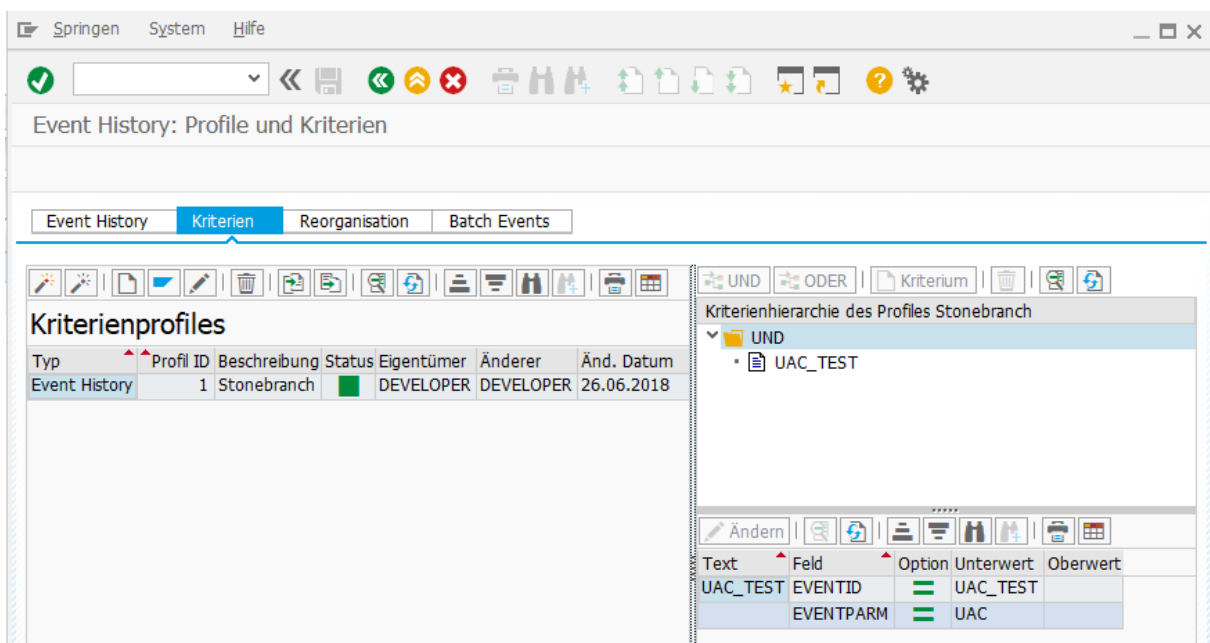 Springen System Hilfe
Event History: Profile und Kriterien
Event History Kriterien Reorganisation Batch Events
Kriterienprofiles
Typ Profil ID Beschreibung Status Eigentümer Änderer Änd. Datum
Event History 1 Stonebranch DEVELOPER DEVELOPER 26.06.2018
UND ODER Kriterium
Kriterienhierarchie des Profiles Stonebranch
UND
UAC_TEST
Ändern
Text Feld Option Unterwert Oberwert
UAC_TEST EVENTID UAC_TEST
EVENTPARM UAC